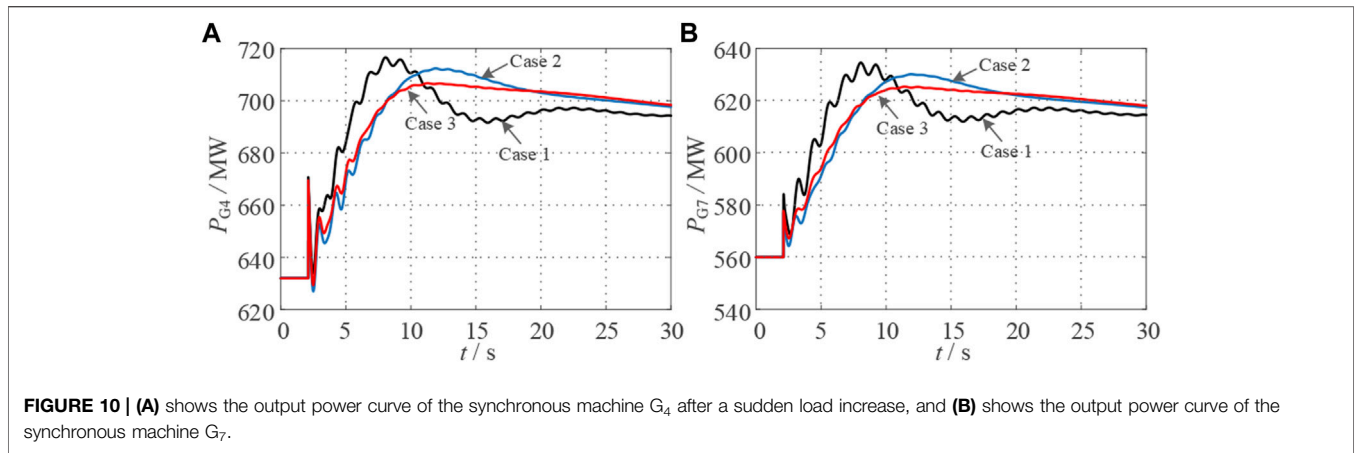 A
B
720
700
680
660
640
620
P_G4 / MW
Case 2
Case 3
Case 1
0 5 10 15 20 25 30
t / s
640
620
600
580
560
540
P_G7 / MW
Case 2
Case 3
Case 1
0 5 10 15 20 25 30
t / s
FIGURE 10 | (A) shows the output power curve of the synchronous machine G₄ after a sudden load increase, and (B) shows the output power curve of the
synchronous machine G₇.